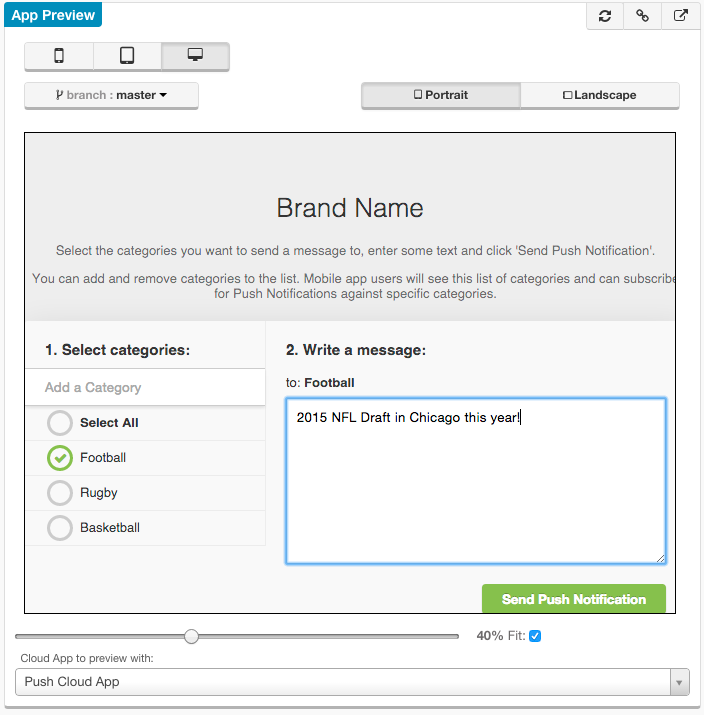 App Preview
branch : master
Portrait
Landscape
Brand Name
Select the categories you want to send a message to, enter some text and click 'Send Push Notification'.
You can add and remove categories to the list. Mobile app users will see this list of categories and can subscribe
for Push Notifications against specific categories.
1. Select categories:
Add a Category
Select All
Football
Rugby
Basketball
2. Write a message:
to: Football
2015 NFL Draft in Chicago this year!
Send Push Notification
40% Fit:
Cloud App to preview with:
Push Cloud App